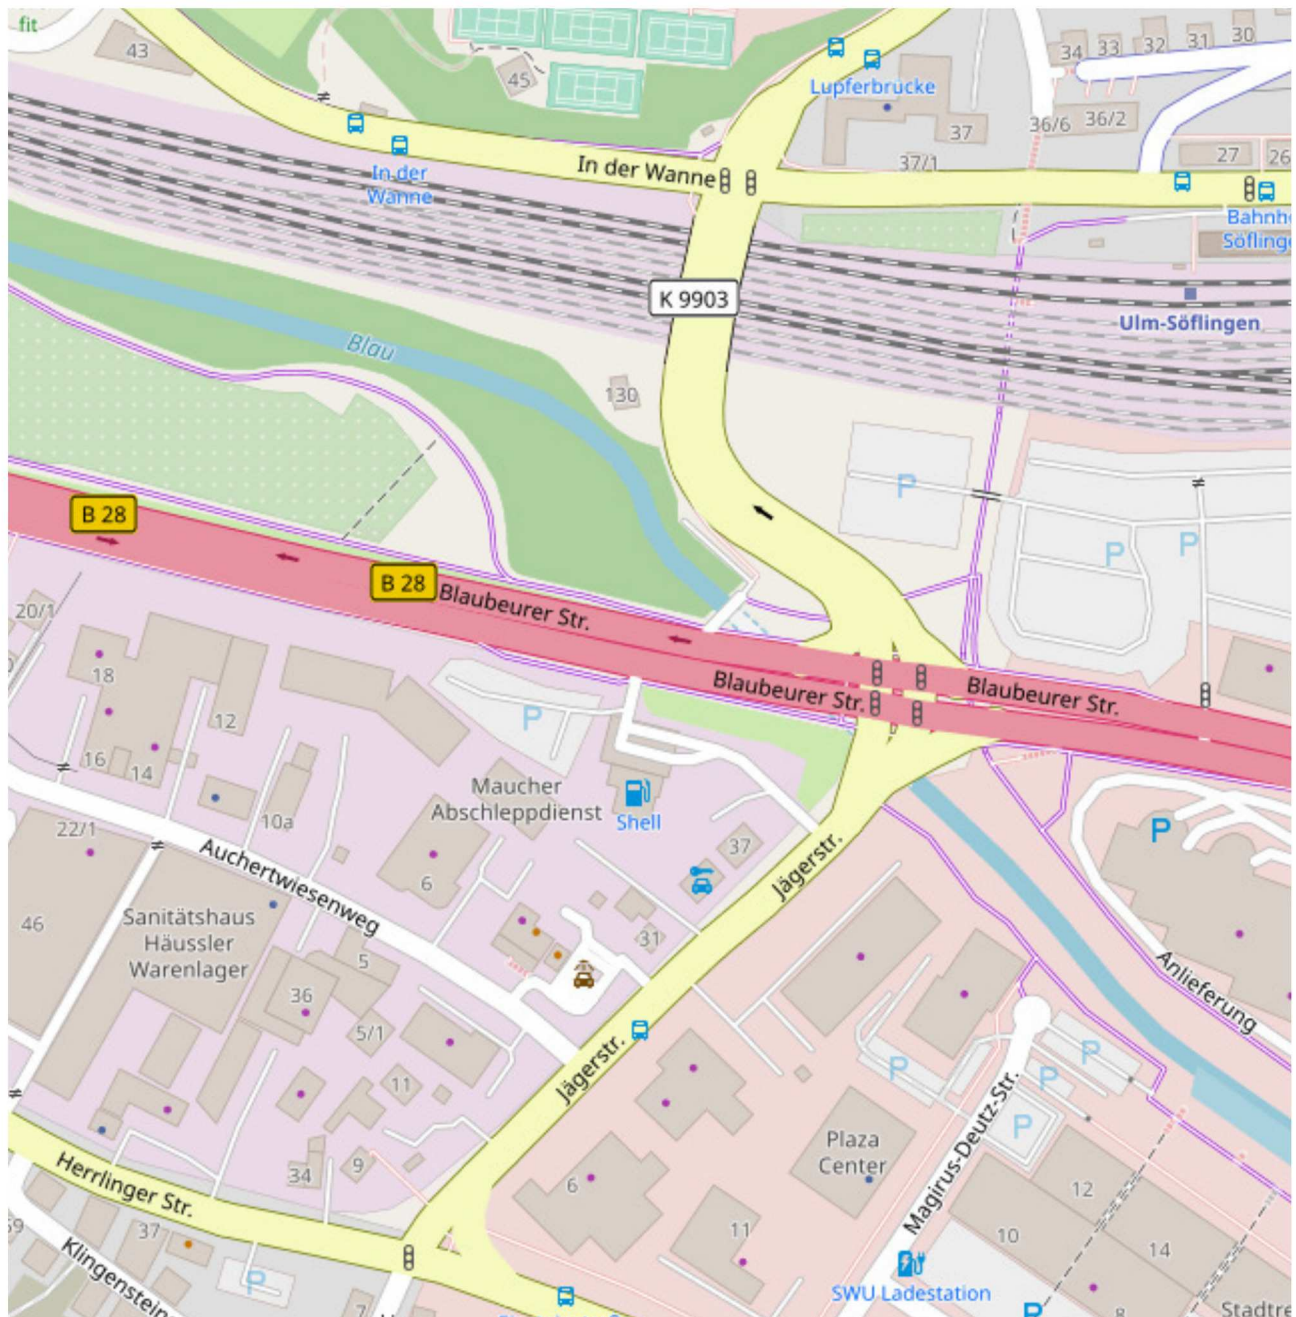 fit
43
45
34
33
32
31
30
Lupferbrücke
36/6
36/2
37
37/1
27
26
In der Wanne
In der
Wanne
Söflinge
K 9903
Ulm-Söflingen
Blau
130
P
B 28
P
P
B 28
Blaubeurer Str.
20/1
18
12
Blaubeurer Str.
Blaubeurer Str.
P
16
14
Maucher
Abschleppdienst
10a
Shell
22/1
P
37
Auchertwiesenweg
6
Jägerstr.
46
Sanitätshaus
Häussler
Warenlager
31
5
36
Anlieferung
5/1
Jägerstr.
P
P
P
11
P
Plaza
Center
Magirus-Deutz-Str.
9
34
6
12
Herrlinger Str.
37
11
10
14
P
SWU Ladestation
P
7
8